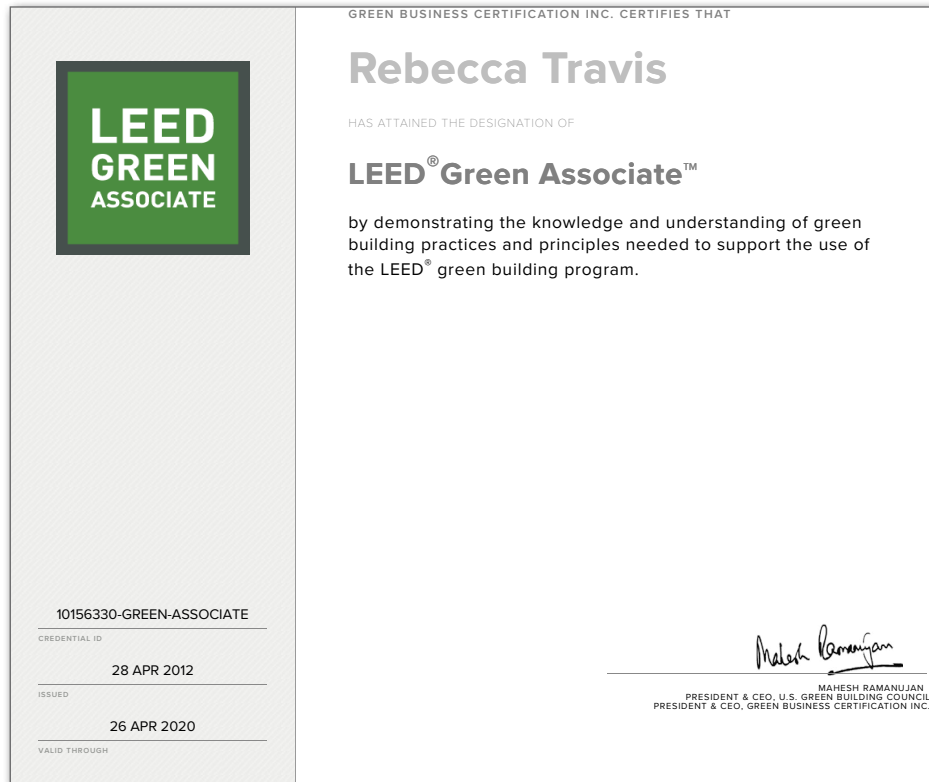 GREEN BUSINESS CERTIFICATION INC. CERTIFIES THAT
Rebecca Travis
HAS ATTAINED THE DESIGNATION OF
LEED® Green Associate™
by demonstrating the knowledge and understanding of green
building practices and principles needed to support the use of
the LEED® green building program.
LEED
GREEN
ASSOCIATE
10156330-GREEN-ASSOCIATE
CREDENTIAL ID
28 APR 2012
ISSUED
26 APR 2020
VALID THROUGH
Mahesh Ramanujan
MAHESH RAMANUJAN
PRESIDENT & CEO, U.S. GREEN BUILDING COUNCIL
PRESIDENT & CEO, GREEN BUSINESS CERTIFICATION INC.